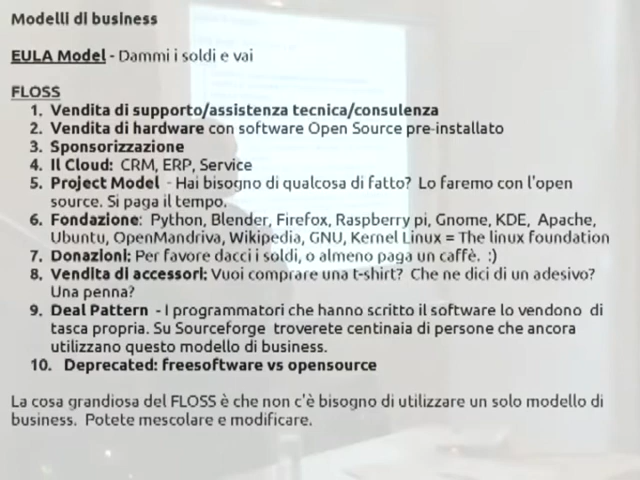 Modelli di business
EULA Model - Dammi i soldi e vai
FLOSS
1. Vendita di supporto/assistenza tecnica/consulenza
2. Vendita di hardware con software Open Source pre-installato
3. Sponsorizzazione
4. Il Cloud: CRM, ERP, Service
5. Project Model - Hai bisogno di qualcosa di fatto? Lo faremo con l'open
source. Si paga il tempo.
6. Fondazione: Python, Blender, Firefox, Raspberry pi, Gnome, KDE, Apache,
Ubuntu, OpenMandriva, Wikipedia, GNU, Kernel Linux = The linux foundation
7. Donazioni: Per favore dacci i soldi, o almeno paga un caffè. :)
8. Vendita di accessori: Vuoi comprare una t-shirt? Che ne dici di un adesivo?
Una penna?
9. Deal Pattern - I programmatori che hanno scritto il software lo vendono di
tasca propria. Su Sourceforge troverete centinaia di persone che ancora
utilizzano questo modello di business.
10. Deprecated: freesoftware vs opensource
La cosa grandiosa del FLOSS è che non c'è bisogno di utilizzare un solo modello di
business. Potete mescolare e modificare.